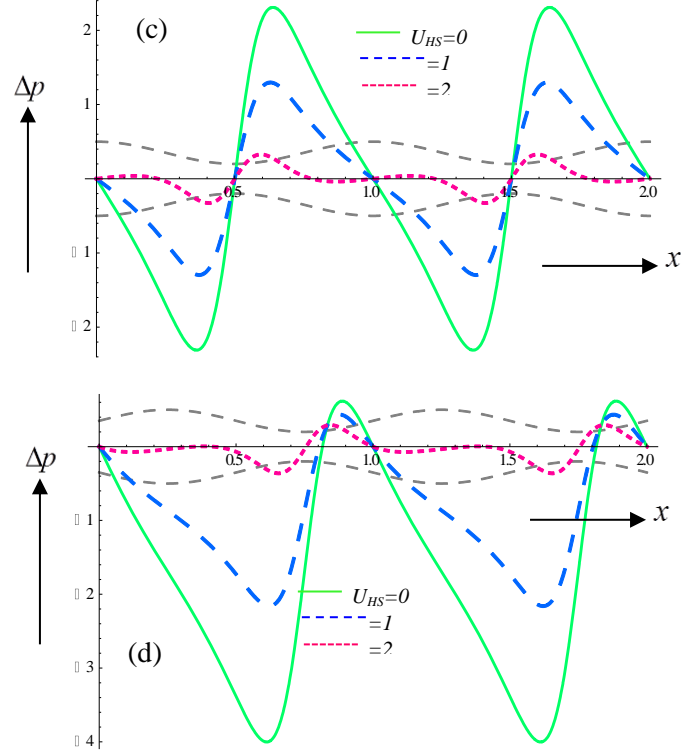 (c)
2
U_HS=0
=1
=2
1
Δp
0.5
1.0
1.5
2.0
x
▯ 1
▯ 2
Δp
0.5
1.0
1.5
2.0
▯ 1
x
▯ 2
U_HS=0
=1
=2
▯ 3
(d)
▯ 4